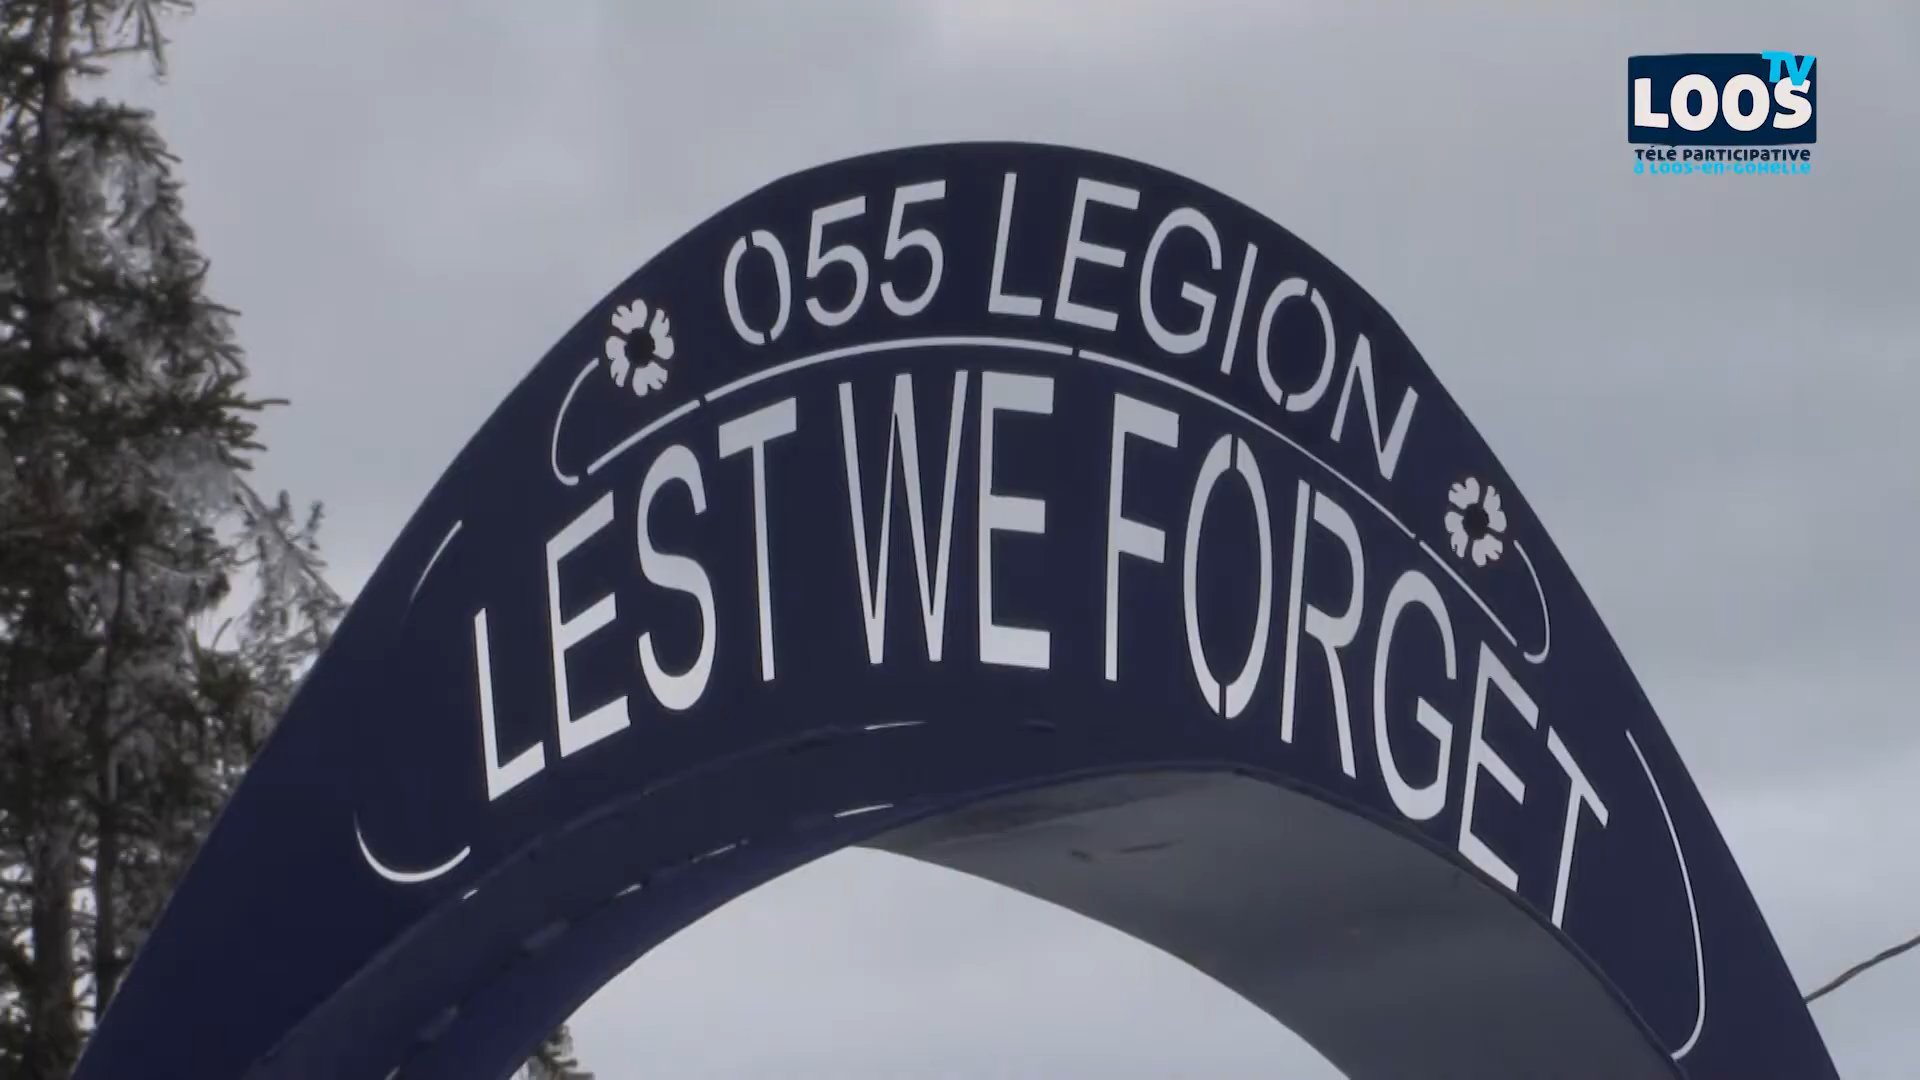 TV
LOOS
TÉLÉ PARTICIPATIVE
à LOOS-en-GOHELLE
055 LEGION
LEST WE FORGET